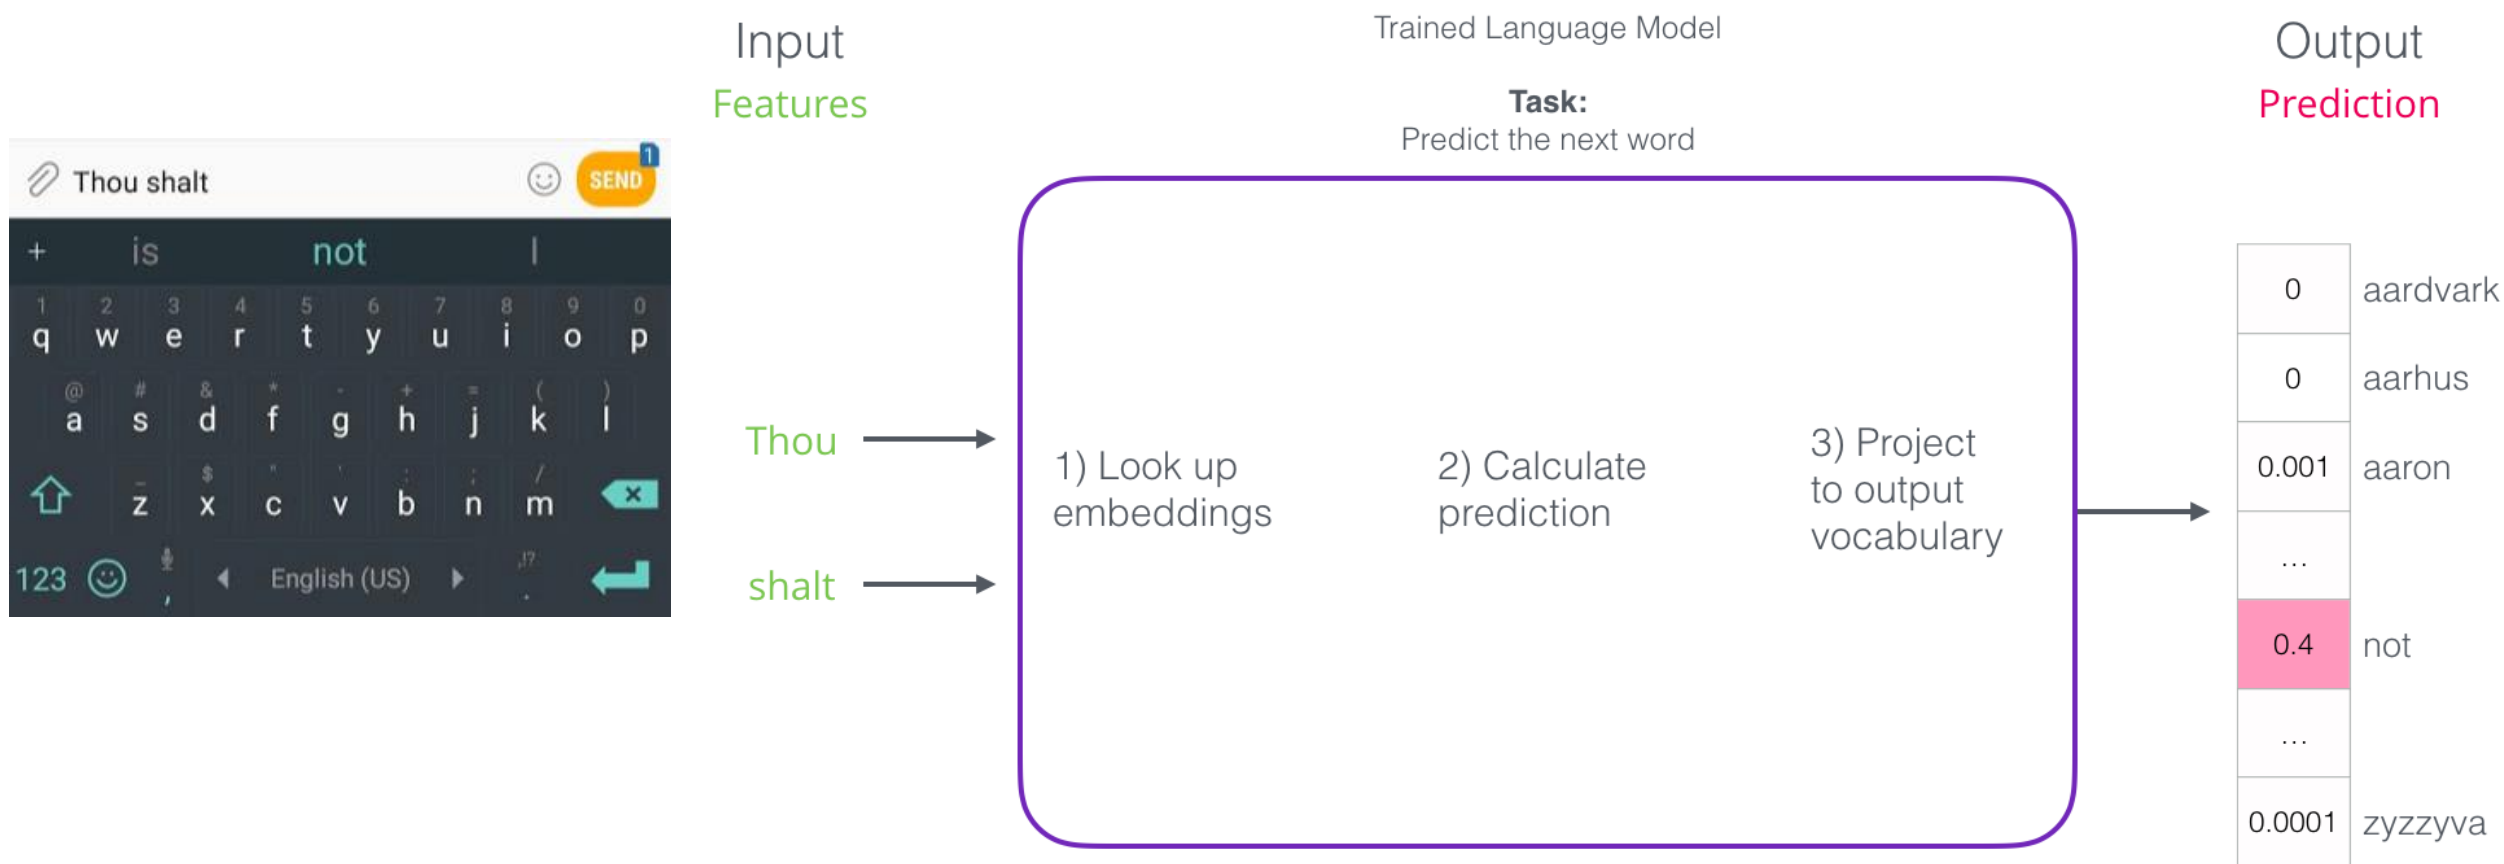 Input
Features
Trained Language Model
Task:
Predict the next word
Output
Prediction
Thou shalt
SEND
1
+ is not I
1 2 3 4 5 6 7 8 9 0
q w e r t y u i o p
@ # & * - + = ( )
a s d f g h j k l
_ $ " ' : ; /
z x c v b n m
123 , English (US) ,!? .
Thou
shalt
1) Look up
embeddings
2) Calculate
prediction
3) Project
to output
vocabulary
0 aardvark
0 aarhus
0.001 aaron
...
0.4 not
...
0.0001 zyzzyva